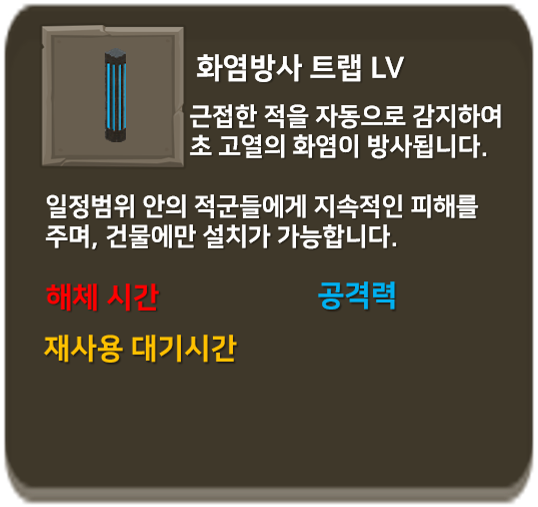 화염방사 트랩 LV
근접한 적을 자동으로 감지하여
초 고열의 화염이 방사됩니다.
일정범위 안의 적군들에게 지속적인 피해를
주며, 건물에만 설치가 가능합니다.
해체 시간 공격력
재사용 대기시간